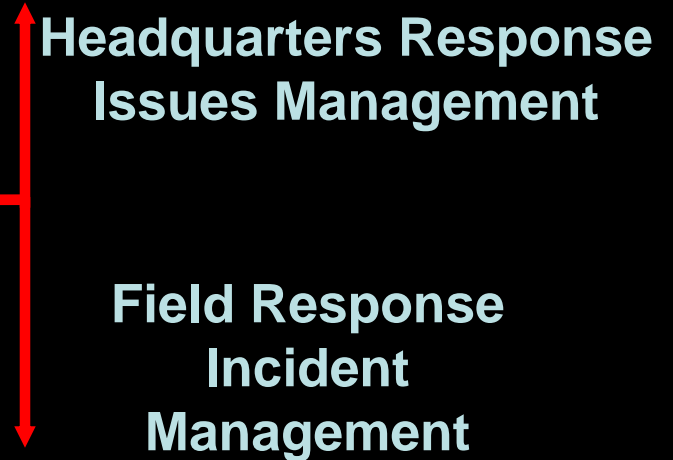 Headquarters Response
Issues Management
Field Response
Incident
Management